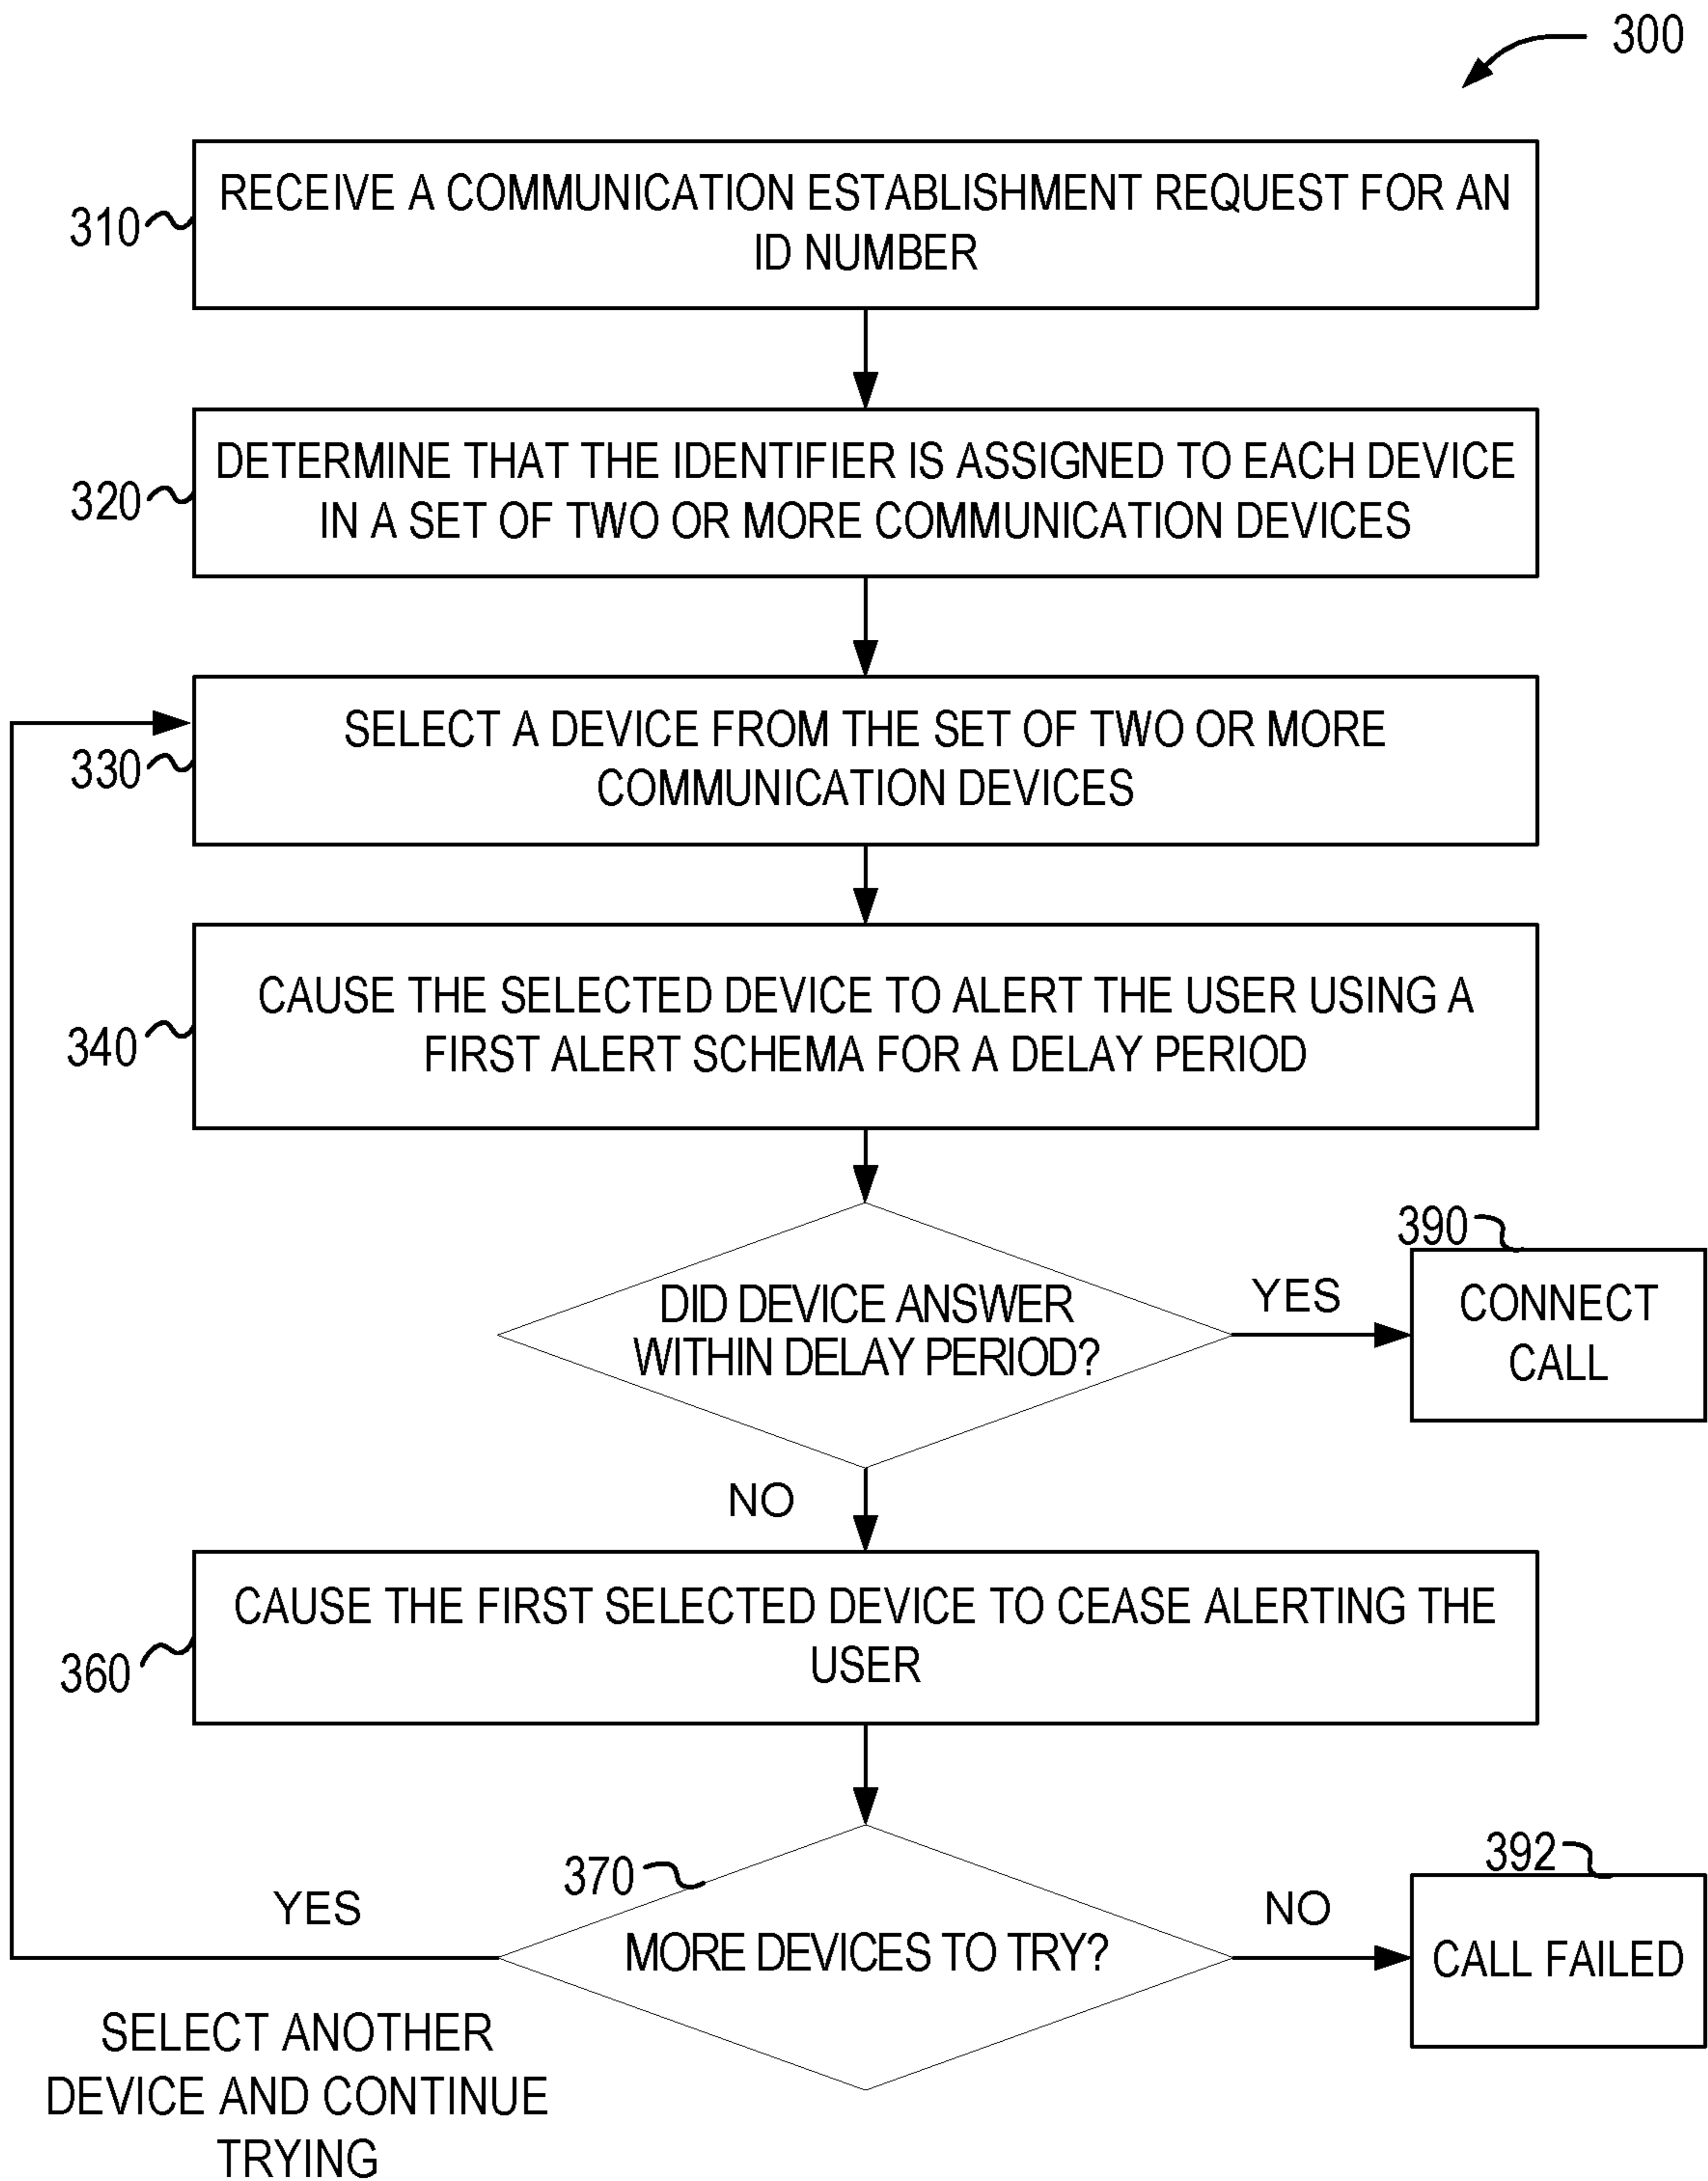 300
310
RECEIVE A COMMUNICATION ESTABLISHMENT REQUEST FOR AN
ID NUMBER
320
DETERMINE THAT THE IDENTIFIER IS ASSIGNED TO EACH DEVICE
IN A SET OF TWO OR MORE COMMUNICATION DEVICES
330
SELECT A DEVICE FROM THE SET OF TWO OR MORE
COMMUNICATION DEVICES
340
CAUSE THE SELECTED DEVICE TO ALERT THE USER USING A
FIRST ALERT SCHEMA FOR A DELAY PERIOD
DID DEVICE ANSWER
WITHIN DELAY PERIOD?
YES
390
CONNECT
CALL
NO
360
CAUSE THE FIRST SELECTED DEVICE TO CEASE ALERTING THE
USER
370
MORE DEVICES TO TRY?
NO
392
CALL FAILED
YES
SELECT ANOTHER
DEVICE AND CONTINUE
TRYING